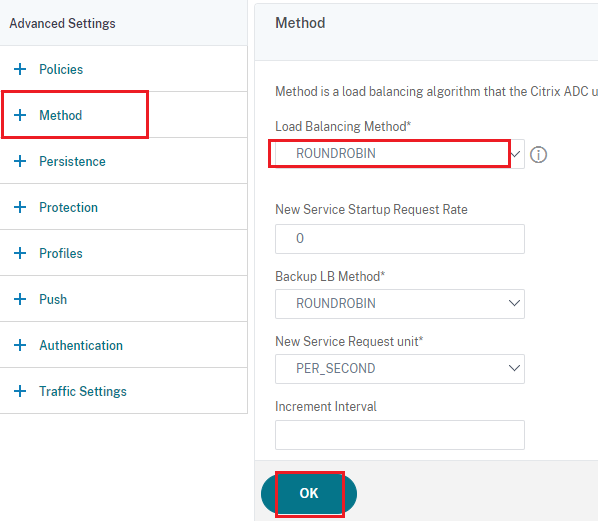 Advanced Settings
Policies
Method
Persistence
Protection
Profiles
Push
Authentication
Traffic Settings
Method
Method is a load balancing algorithm that the Citrix ADC u
Load Balancing Method*
ROUNDROBIN
New Service Startup Request Rate
0
Backup LB Method*
ROUNDROBIN
New Service Request unit*
PER_SECOND
Increment Interval
OK